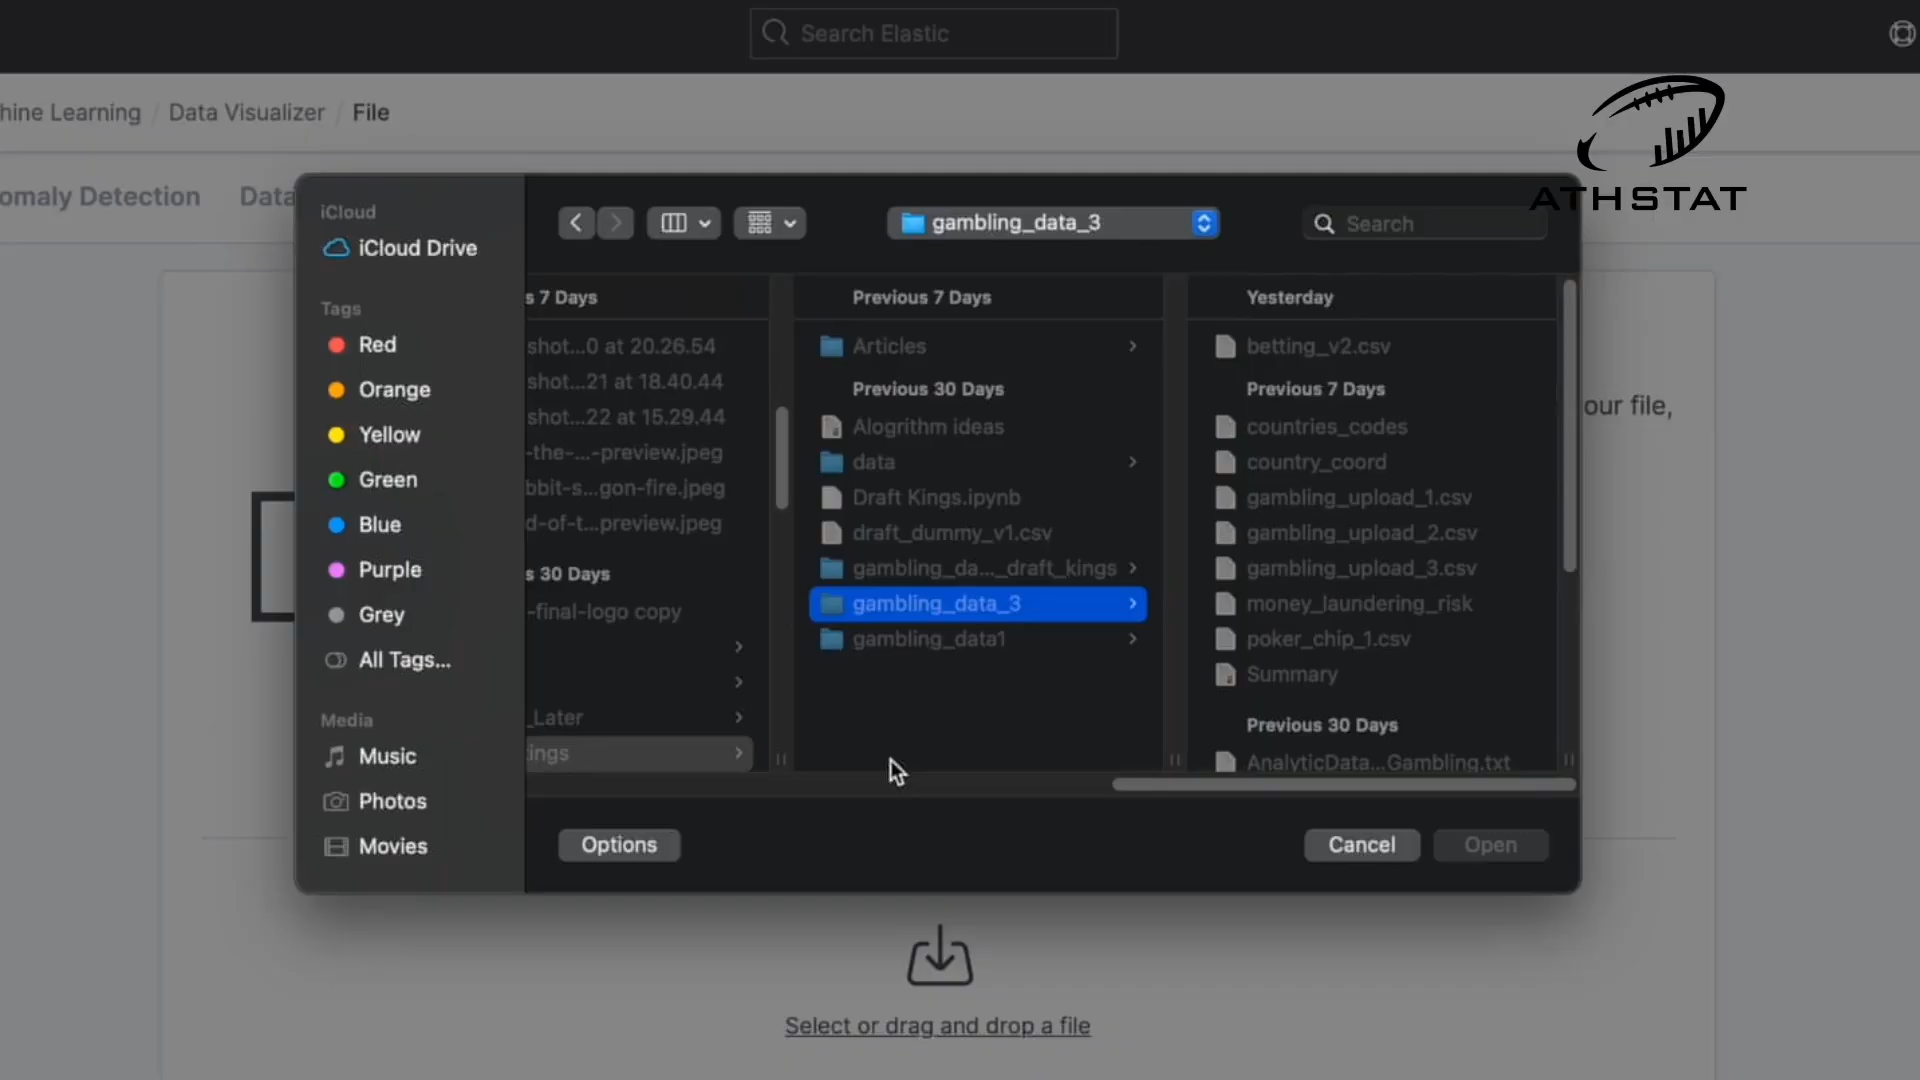 Search Elastic
hine Learning / Data Visualizer / File
ATHSTAT
omaly Detection
Data
iCloud
iCloud Drive
Tags
Red
Orange
Yellow
Green
Blue
Purple
Grey
All Tags...
Media
Music
Photos
Movies
gambling_data_3
Search
s 7 Days
shot...0 at 20.26.54
shot...21 at 18.40.44
shot...22 at 15.29.44
-the-...-preview.jpeg
bbit-s...gon-fire.jpeg
d-of-t...preview.jpeg
s 30 Days
-final-logo copy
_Later
ings
Previous 7 Days
Articles
Previous 30 Days
Alogrithm ideas
data
Draft Kings.ipynb
draft_dummy_v1.csv
gambling_da..._draft_kings
gambling_data_3
gambling_data1
Yesterday
betting_v2.csv
Previous 7 Days
countries_codes
country_coord
gambling_upload_1.csv
gambling_upload_2.csv
gambling_upload_3.csv
money_laundering_risk
poker_chip_1.csv
Summary
Previous 30 Days
AnalyticData...Gambling.txt
our file,
Options
Cancel
Open
Select or drag and drop a file